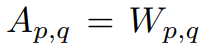 A_{p,q} = W_{p,q}